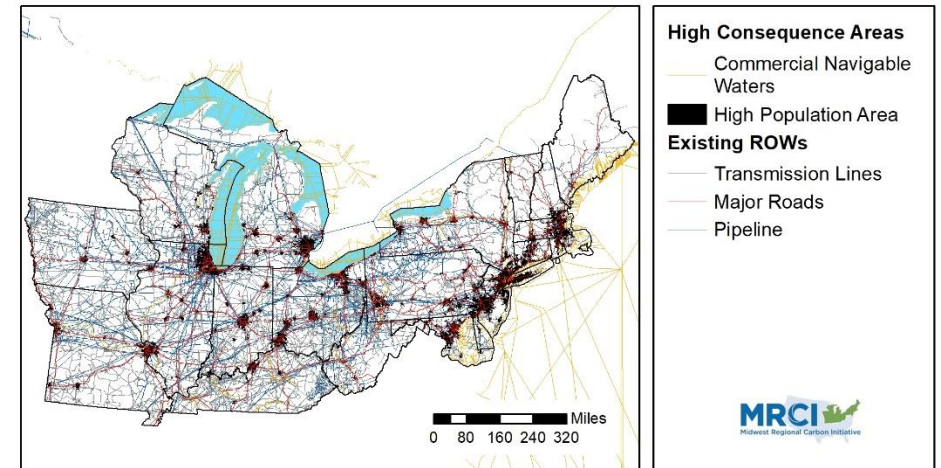 High Consequence Areas
Commercial Navigable
Waters
High Population Area
Existing ROWs
Transmission Lines
Major Roads
Pipeline
Miles
0 80 160 240 320
MRCI
Midwest Regional Carbon Initiative